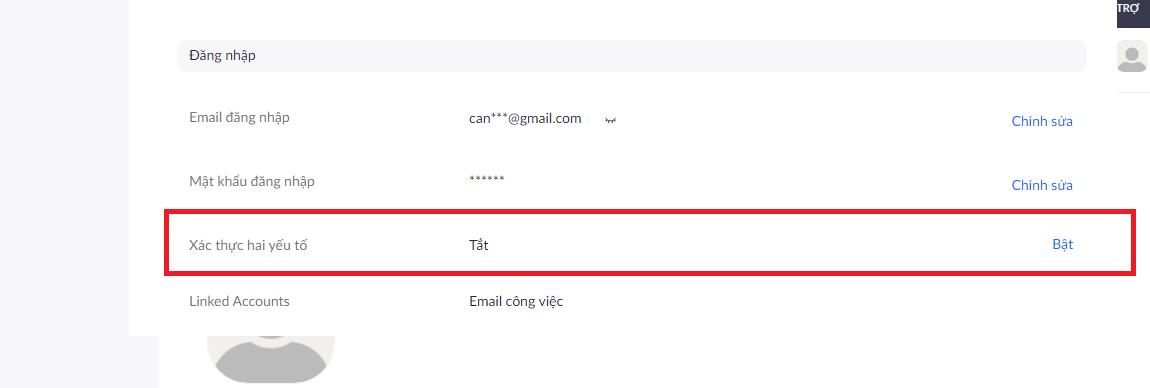 TRỢ
Đăng nhập
Email đăng nhập can***@gmail.com Chỉnh sửa
Mật khẩu đăng nhập ****** Chỉnh sửa
Xác thực hai yếu tố Tắt Bật
Linked Accounts Email công việc